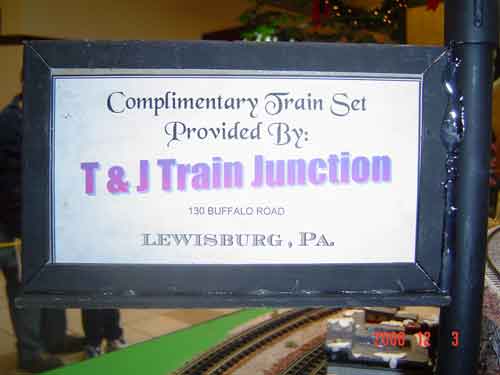 Complimentary Train Set
Provided By:
T & J Train Junction
130 BUFFALO ROAD
LEWISBURG, PA.
2006 12 3